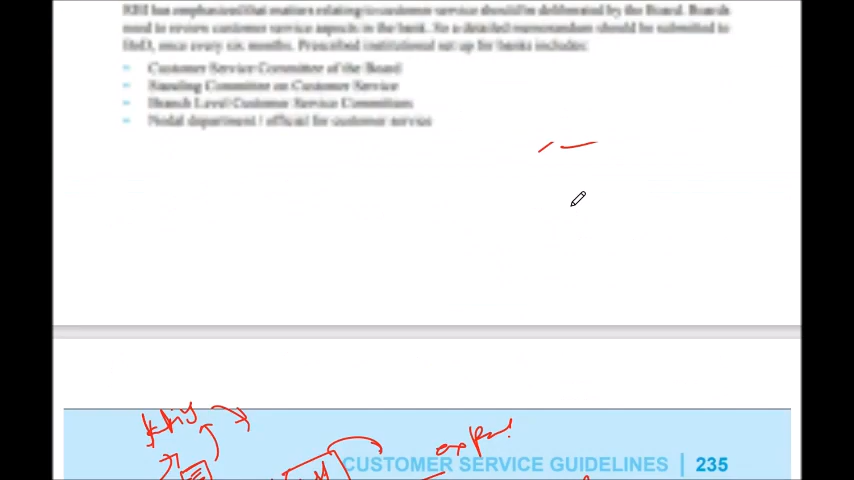 RBI has emphasized that matters relating to customer service should be deliberated by the Board. Boards
need to review customer service aspects in the bank. So a detailed memorandum should be submitted to
BoD, once every six months. Prescribed institutional set up for banks includes:
Customer Service Committee of the Board
Standing Committee on Customer Service
Branch Level Customer Service Committees
Nodal department / official for customer service
CUSTOMER SERVICE GUIDELINES | 235